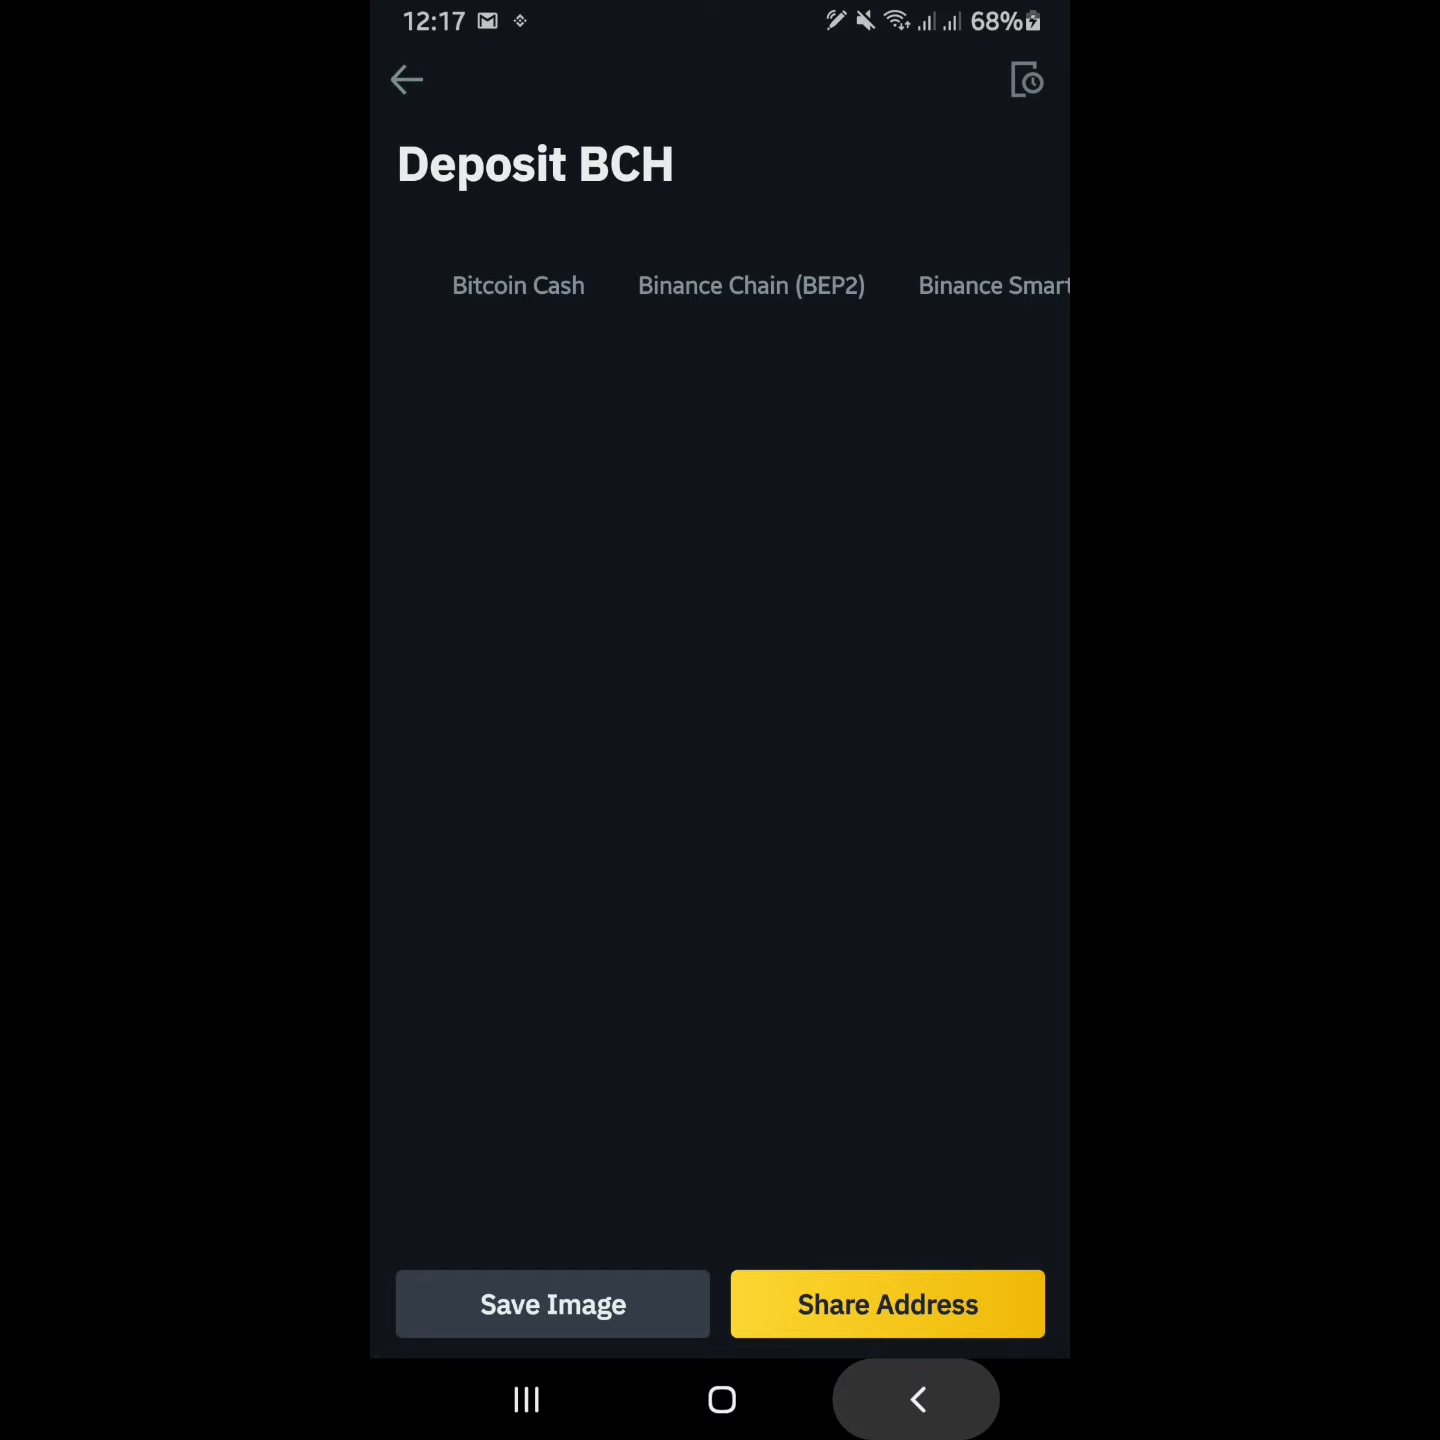 12:17 68%
Deposit BCH
Bitcoin Cash Binance Chain (BEP2) Binance Smart
Save Image Share Address